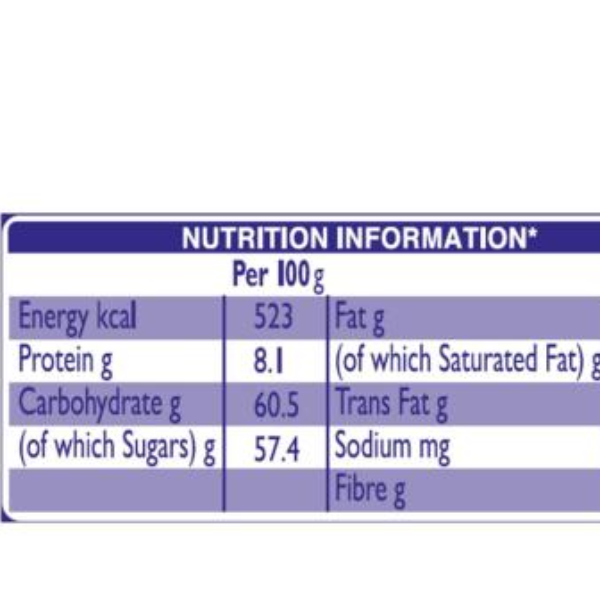 NUTRITION INFORMATION*
Per 100g
Energy kcal 523 Fat g
Protein g 8.1 (of which Saturated Fat) g
Carbohydrate g 60.5 Trans Fat g
(of which Sugars) g 57.4 Sodium mg
Fibre g